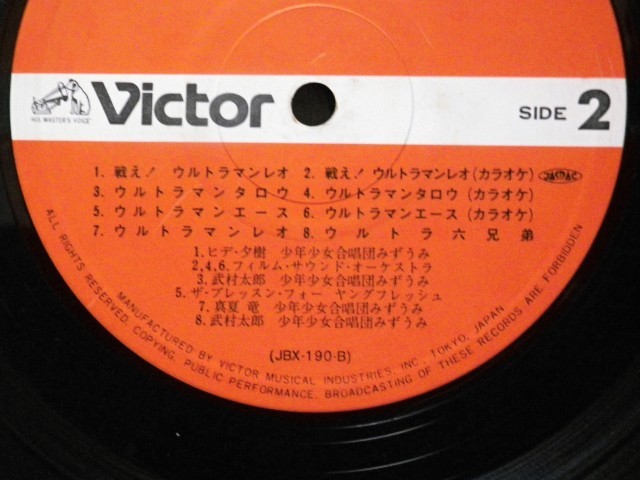 HIS MASTER'S VOICE
Victor
SIDE 2
1. 戦え! ウルトラマンレオ 2. 戦え! ウルトラマンレオ(カラオケ) JASRAC
3. ウルトラマンタロウ 4. ウルトラマンタロウ(カラオケ)
5. ウルトラマンエース 6. ウルトラマンエース(カラオケ)
7. ウルトラマンレオ 8. ウルトラ六兄弟
1. ヒデ・夕樹 少年少女合唱団みずうみ
2,4,6. フィルム・サウンド・オーケストラ
3. 武村太郎 少年少女合唱団みずうみ
5. ザ・ブレッスン・フォー ヤングフレッシュ
7. 真夏 竜 少年少女合唱団みずうみ
8. 武村太郎 少年少女合唱団みずうみ
(JBX-190-B)
MANUFACTURED BY VICTOR MUSICAL INDUSTRIES, INC., TOKYO, JAPAN
ALL RIGHTS RESERVED. COPYING, PUBLIC PERFORMANCE, BROADCASTING OF THESE RECORDS ARE FORBIDDEN